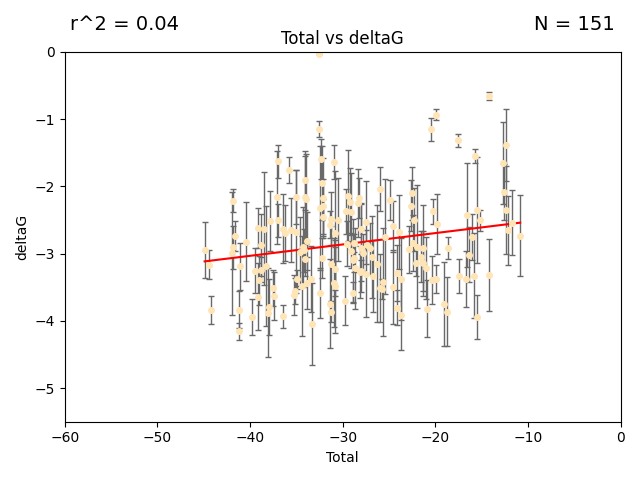 r^2 = 0.04
N = 151
Total vs deltaG
0
−1
−2
−3
−4
−5
deltaG
−60 −50 −40 −30 −20 −10 0
Total